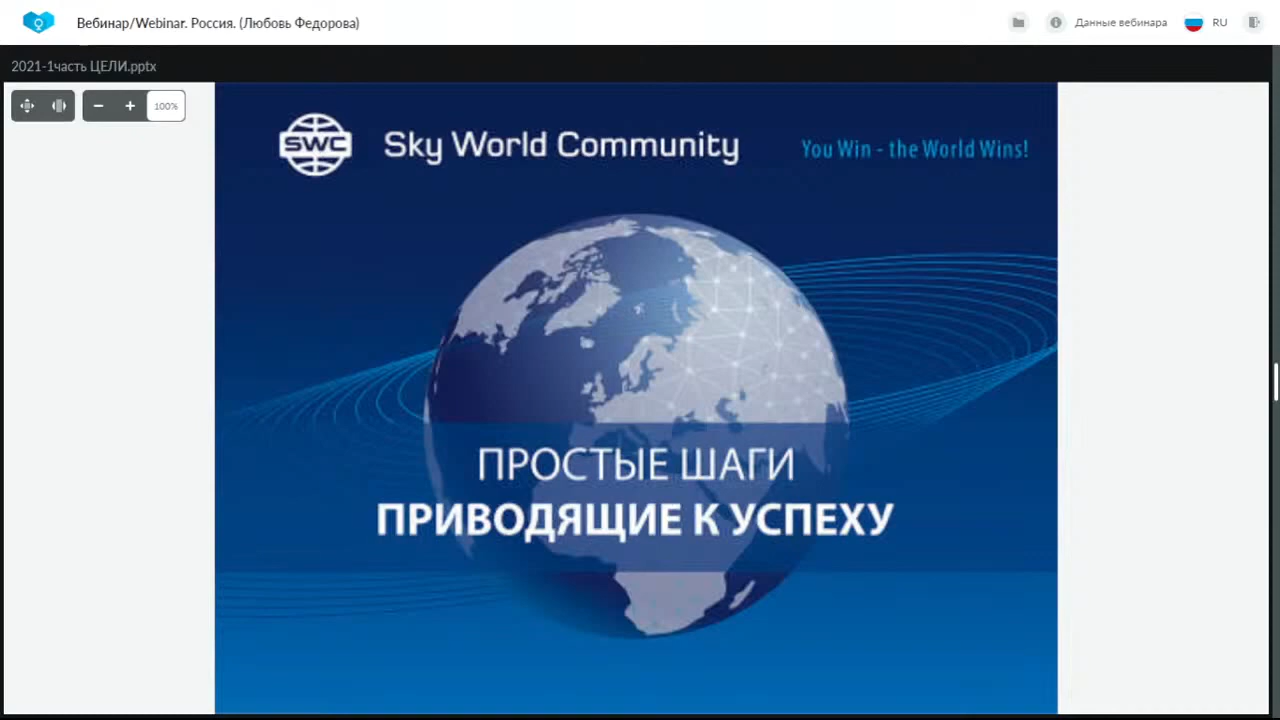 Вебинар/Webinar. Россия. (Любовь Федорова)
Данные вебинара
RU
2021-1часть ЦЕЛИ.pptx
100%
SWC
Sky World Community
You Win - the World Wins!
ПРОСТЫЕ ШАГИ
ПРИВОДЯЩИЕ К УСПЕХУ